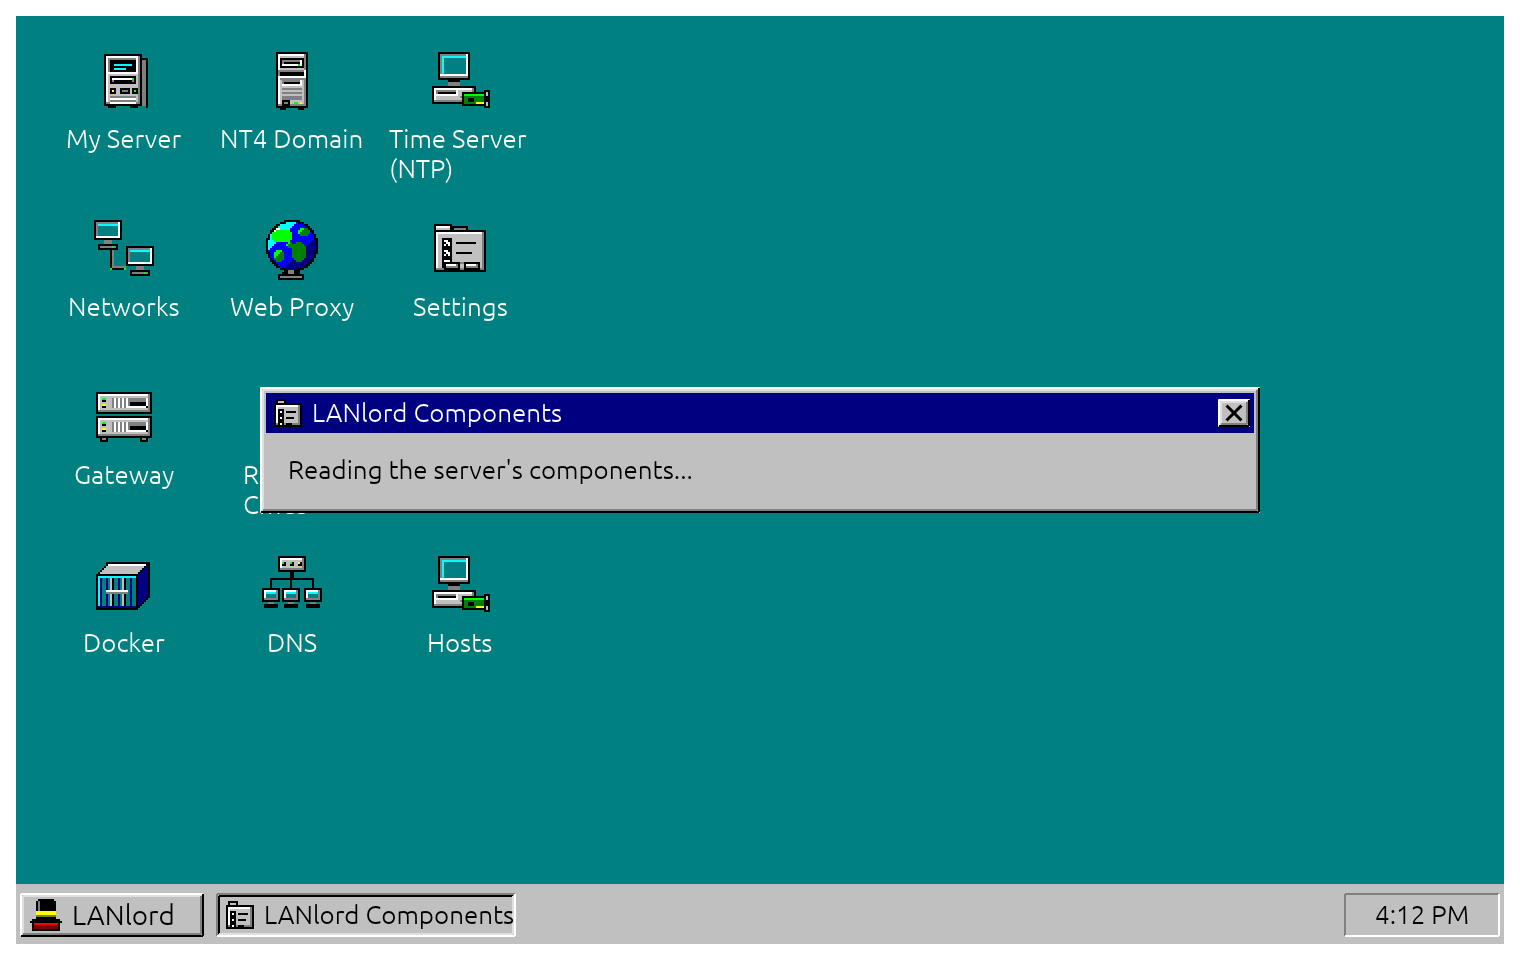 My Server
NT4 Domain
Time Server
(NTP)
Networks
Web Proxy
Settings
LANlord Components
Reading the server's components...
Gateway
Docker
DNS
Hosts
LANlord
LANlord Components
4:12 PM